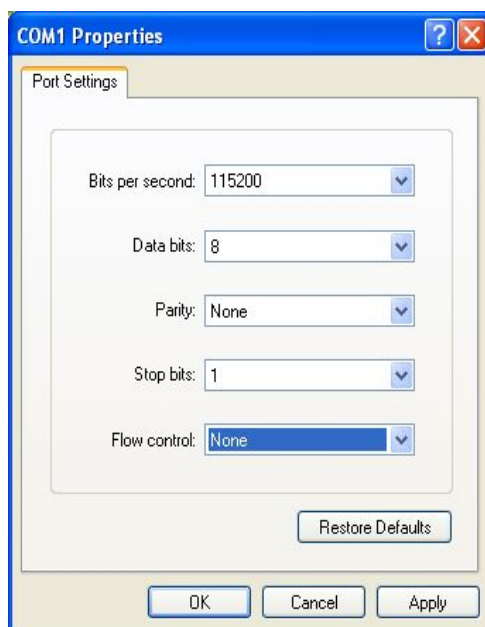 COM1 Properties
Port Settings
Bits per second: 115200
Data bits: 8
Parity: None
Stop bits: 1
Flow control: None
Restore Defaults
OK Cancel Apply